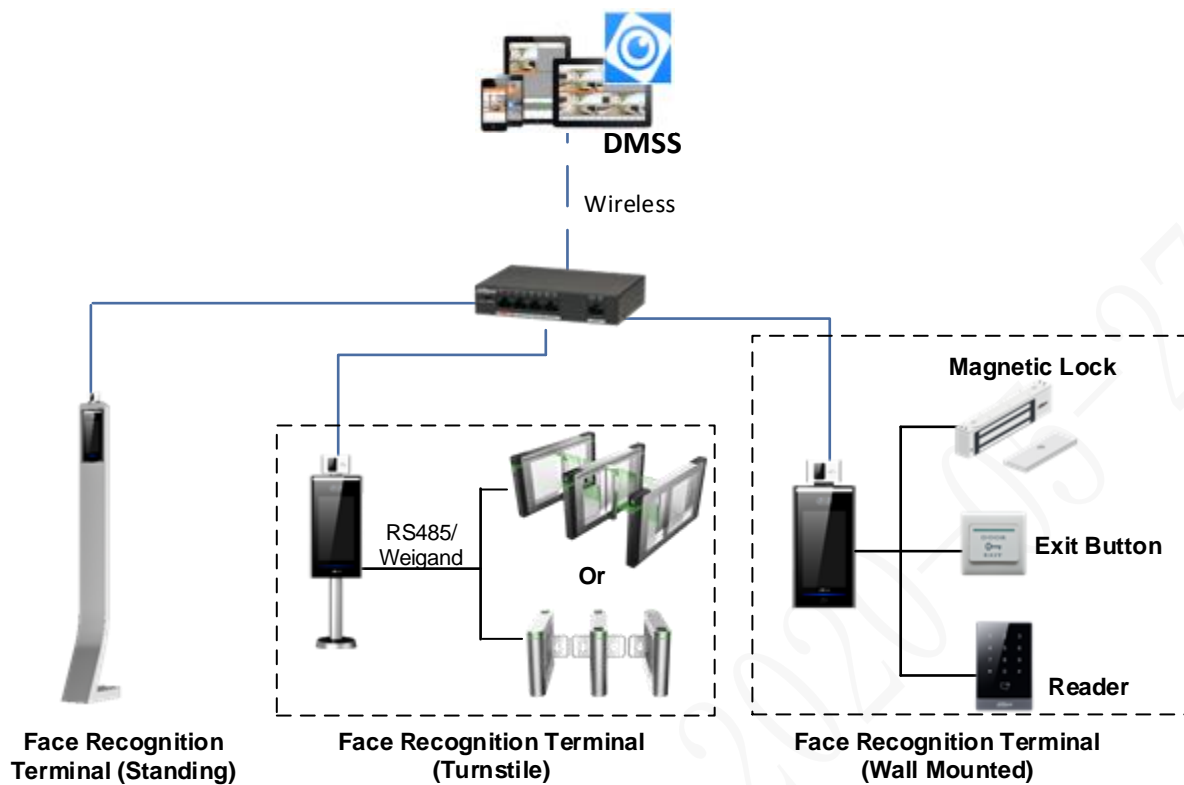 DMSS
Wireless
Magnetic Lock
RS485/
Weigand
Or
Exit Button
Reader
Face Recognition
Terminal (Standing)
Face Recognition Terminal
(Turnstile)
Face Recognition Terminal
(Wall Mounted)